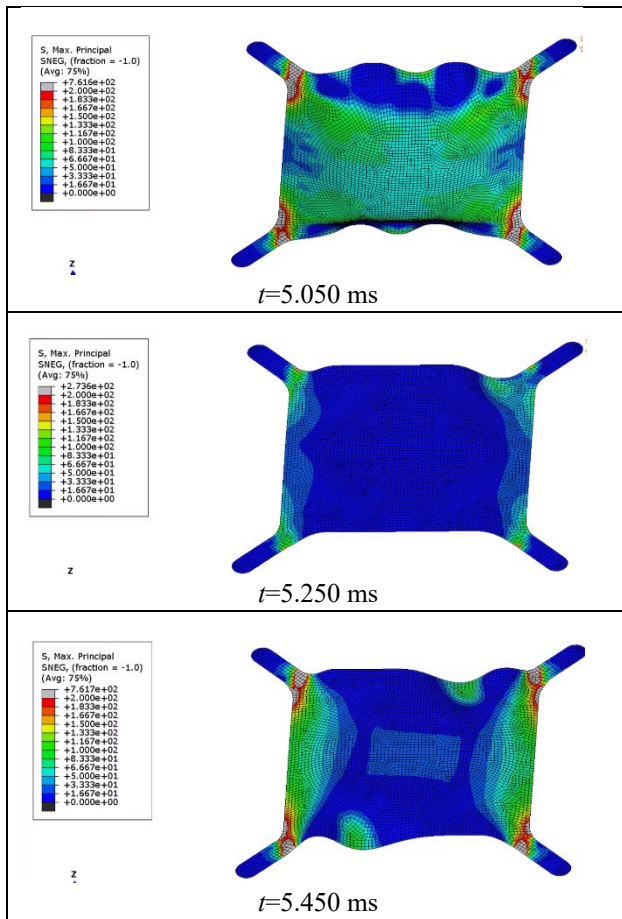 S, Max. Principal
SNEG, (fraction = -1.0)
(Avg: 75%)
+7.616e+02
+2.000e+02
+1.833e+02
+1.667e+02
+1.500e+02
+1.333e+02
+1.167e+02
+1.000e+02
+8.333e+01
+6.667e+01
+5.000e+01
+3.333e+01
+1.667e+01
+0.000e+00
Z
t=5.050 ms
S, Max. Principal
SNEG, (fraction = -1.0)
(Avg: 75%)
+2.736e+02
+2.000e+02
+1.833e+02
+1.667e+02
+1.500e+02
+1.333e+02
+1.167e+02
+1.000e+02
+8.333e+01
+6.667e+01
+5.000e+01
+3.333e+01
+1.667e+01
+0.000e+00
Z
t=5.250 ms
S, Max. Principal
SNEG, (fraction = -1.0)
(Avg: 75%)
+7.617e+02
+2.000e+02
+1.833e+02
+1.667e+02
+1.500e+02
+1.333e+02
+1.167e+02
+1.000e+02
+8.333e+01
+6.667e+01
+5.000e+01
+3.333e+01
+1.667e+01
+0.000e+00
Z
t=5.450 ms